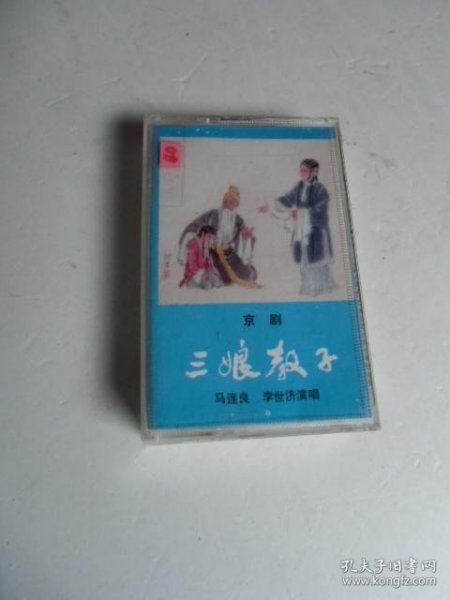 京 剧
三娘教子
马连良 李世济演唱
孔夫子旧书网
www.kongfz.com